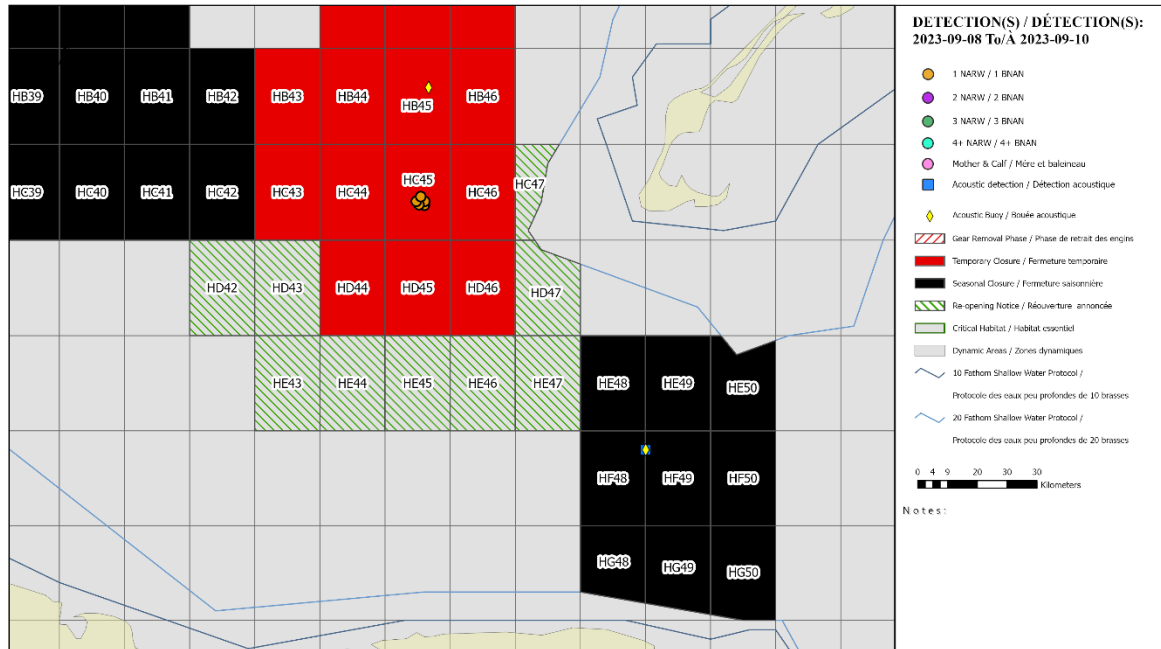 HB39 HB40 HB41 HB42 HB43 HB44 HB45 HB46
HC39 HC40 HC41 HC42 HC43 HC44 HC45 HC46 HC47
HD42 HD43 HD44 HD45 HD46 HD47
HE43 HE44 HE45 HE46 HE47 HE48 HE49 HE50
HF48 HF49 HF50
HG48 HG49 HG50
DETECTION(S) / DÉTECTION(S):
2023-09-08 To/À 2023-09-10
1 NARW / 1 BNAN
2 NARW / 2 BNAN
3 NARW / 3 BNAN
4+ NARW / 4+ BNAN
Mother & Calf / Mére et baleineau
Acoustic detection / Détection acoustique
Acoustic Buoy / Bouée acoustique
Gear Removal Phase / Phase de retrait des engins
Temporary Closure / Fermeture temporaire
Seasonal Closure / Fermeture saisonnière
Re-opening Notice / Réouverture annoncée
Critical Habitat / Habitat essentiel
Dynamic Areas / Zones dynamiques
10 Fathom Shallow Water Protocol /
Protocole des eaux peu profondes de 10 brasses
20 Fathom Shallow Water Protocol /
Protocole des eaux peu profondes de 20 brasses
0 4 9 20 30
Kilometers
Notes: